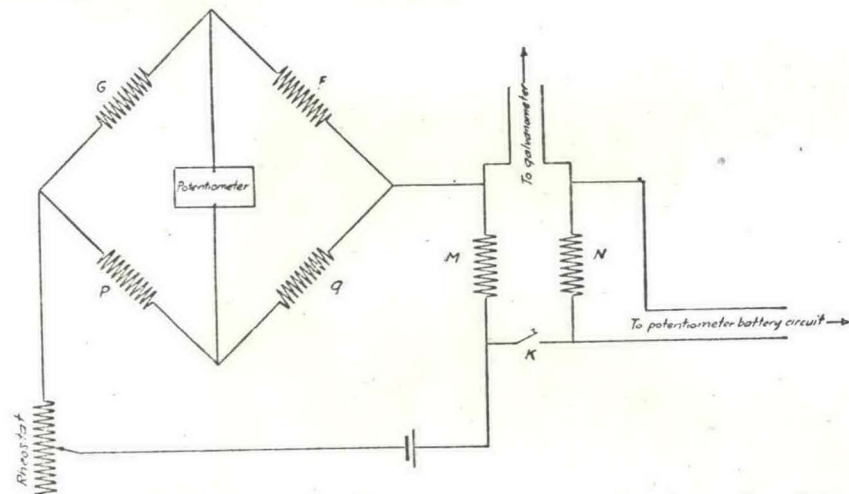 G
F
To galvanometer
Potentiometer
M
N
P
q
To potentiometer battery circuit
K
Rheostat